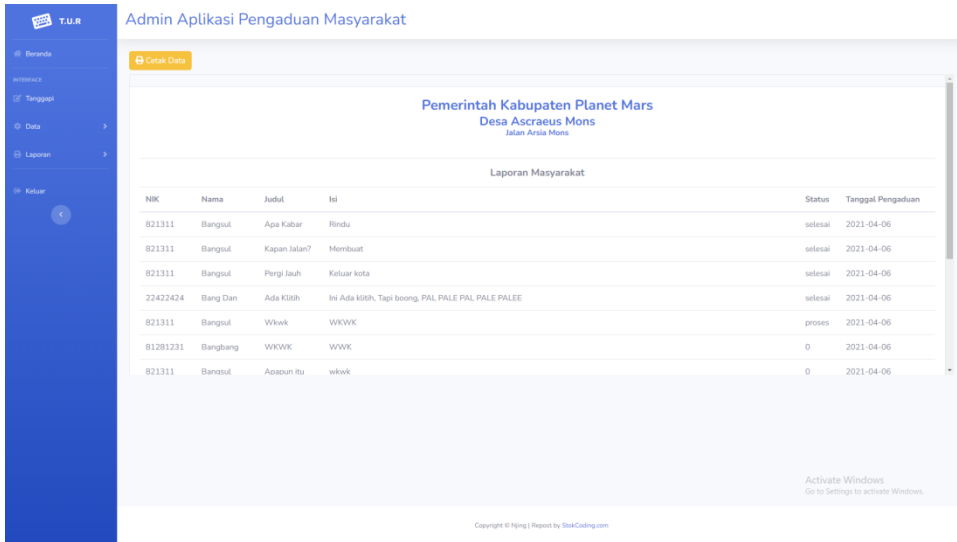 T.U.R
Admin Aplikasi Pengaduan Masyarakat
Beranda
INTERFACE
Tanggapi
Data
Laporan
Keluar
Cetak Data
Pemerintah Kabupaten Planet Mars
Desa Ascraeus Mons
Jalan Arsia Mons
Laporan Masyarakat
NIK Nama Judul Isi Status Tanggal Pengaduan
821311 Bangsul Apa Kabar Rindu selesai 2021-04-06
821311 Bangsul Kapan Jalan? Membuat selesai 2021-04-06
821311 Bangsul Pergi Jauh Keluar kota selesai 2021-04-06
22422424 Bang Dan Ada Klitih Ini Ada klitih, Tapi boong, PAL PALE PAL PALE PALEE selesai 2021-04-06
821311 Bangsul Wkwk WKWK proses 2021-04-06
81281231 Bangbang WKWK WWK 0 2021-04-06
821311 Bangsul Apapun itu wkwk 0 2021-04-06
Activate Windows
Go to Settings to activate Windows.
Copyright © Njing | Repost by StokCoding.com